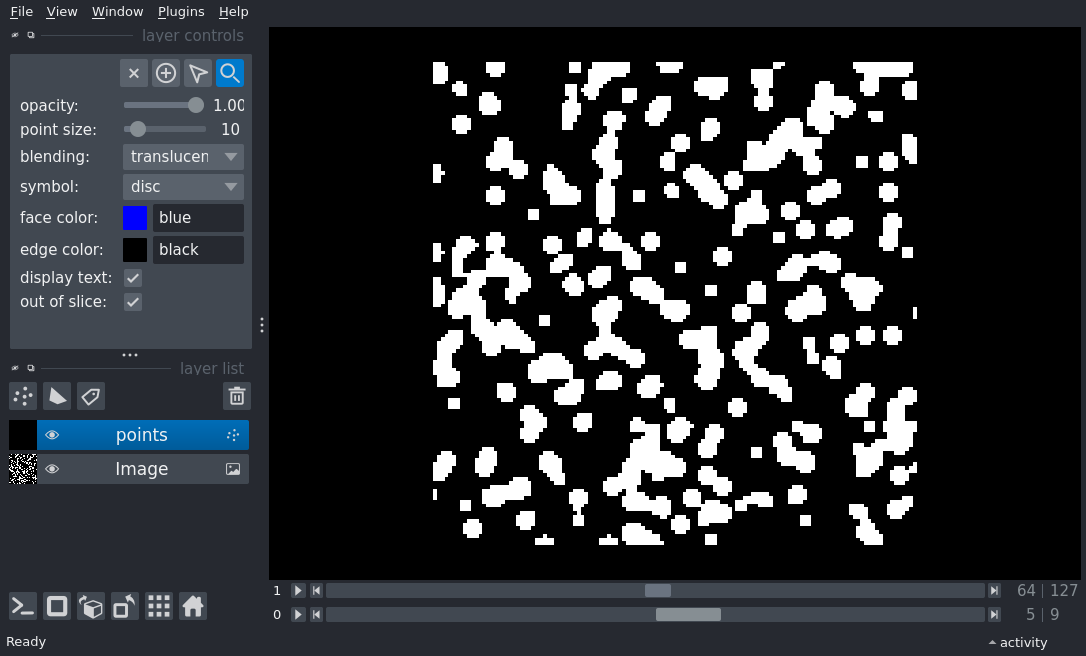 File View Window Plugins Help
layer controls
opacity: 1.00
point size: 10
blending: translucen
symbol: disc
face color: blue
edge color: black
display text:
out of slice:
layer list
points
Image
1 64 127
0 5 9
Ready activity